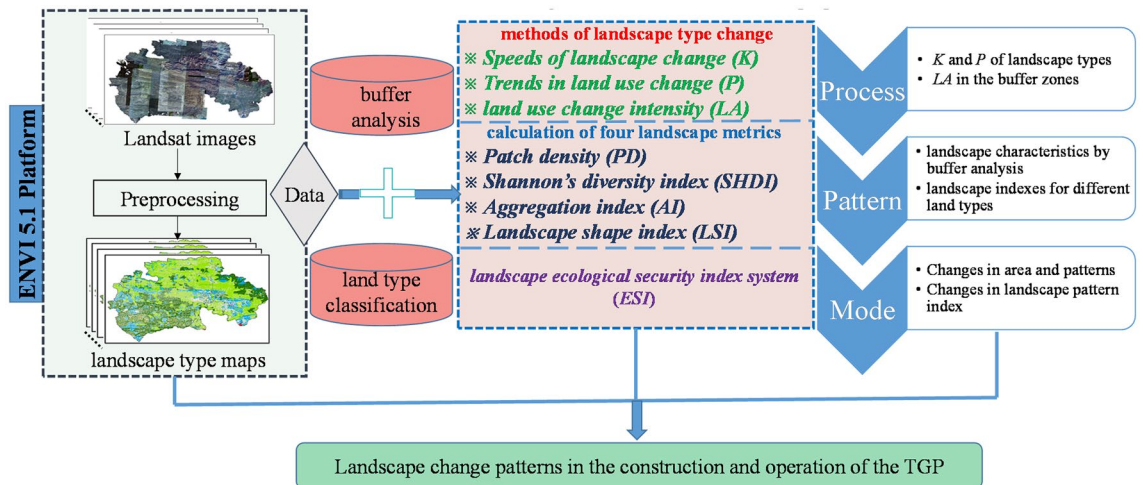 ENVI 5.1 Platform
Landsat images
Preprocessing
landscape type maps
Data
buffer
analysis
land type
classification
methods of landscape type change
※ Speeds of landscape change (K)
※ Trends in land use change (P)
※ land use change intensity (LA)
calculation of four landscape metrics
※ Patch density (PD)
※ Shannon's diversity index (SHDI)
※ Aggregation index (AI)
※ Landscape shape index (LSI)
landscape ecological security index system
(ESI)
Process
• K and P of landscape types
• LA in the buffer zones
Pattern
• landscape characteristics by
buffer analysis
• landscape indexes for different
land types
Mode
• Changes in area and patterns
• Changes in landscape pattern
index
Landscape change patterns in the construction and operation of the TGP